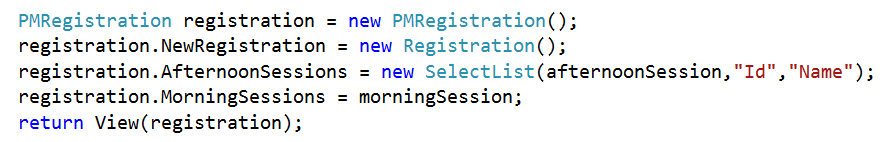 PMRegistration registration = new PMRegistration();
registration.NewRegistration = new Registration();
registration.AfternoonSessions = new SelectList(afternoonSession,"Id","Name");
registration.MorningSessions = morningSession;
return View(registration);